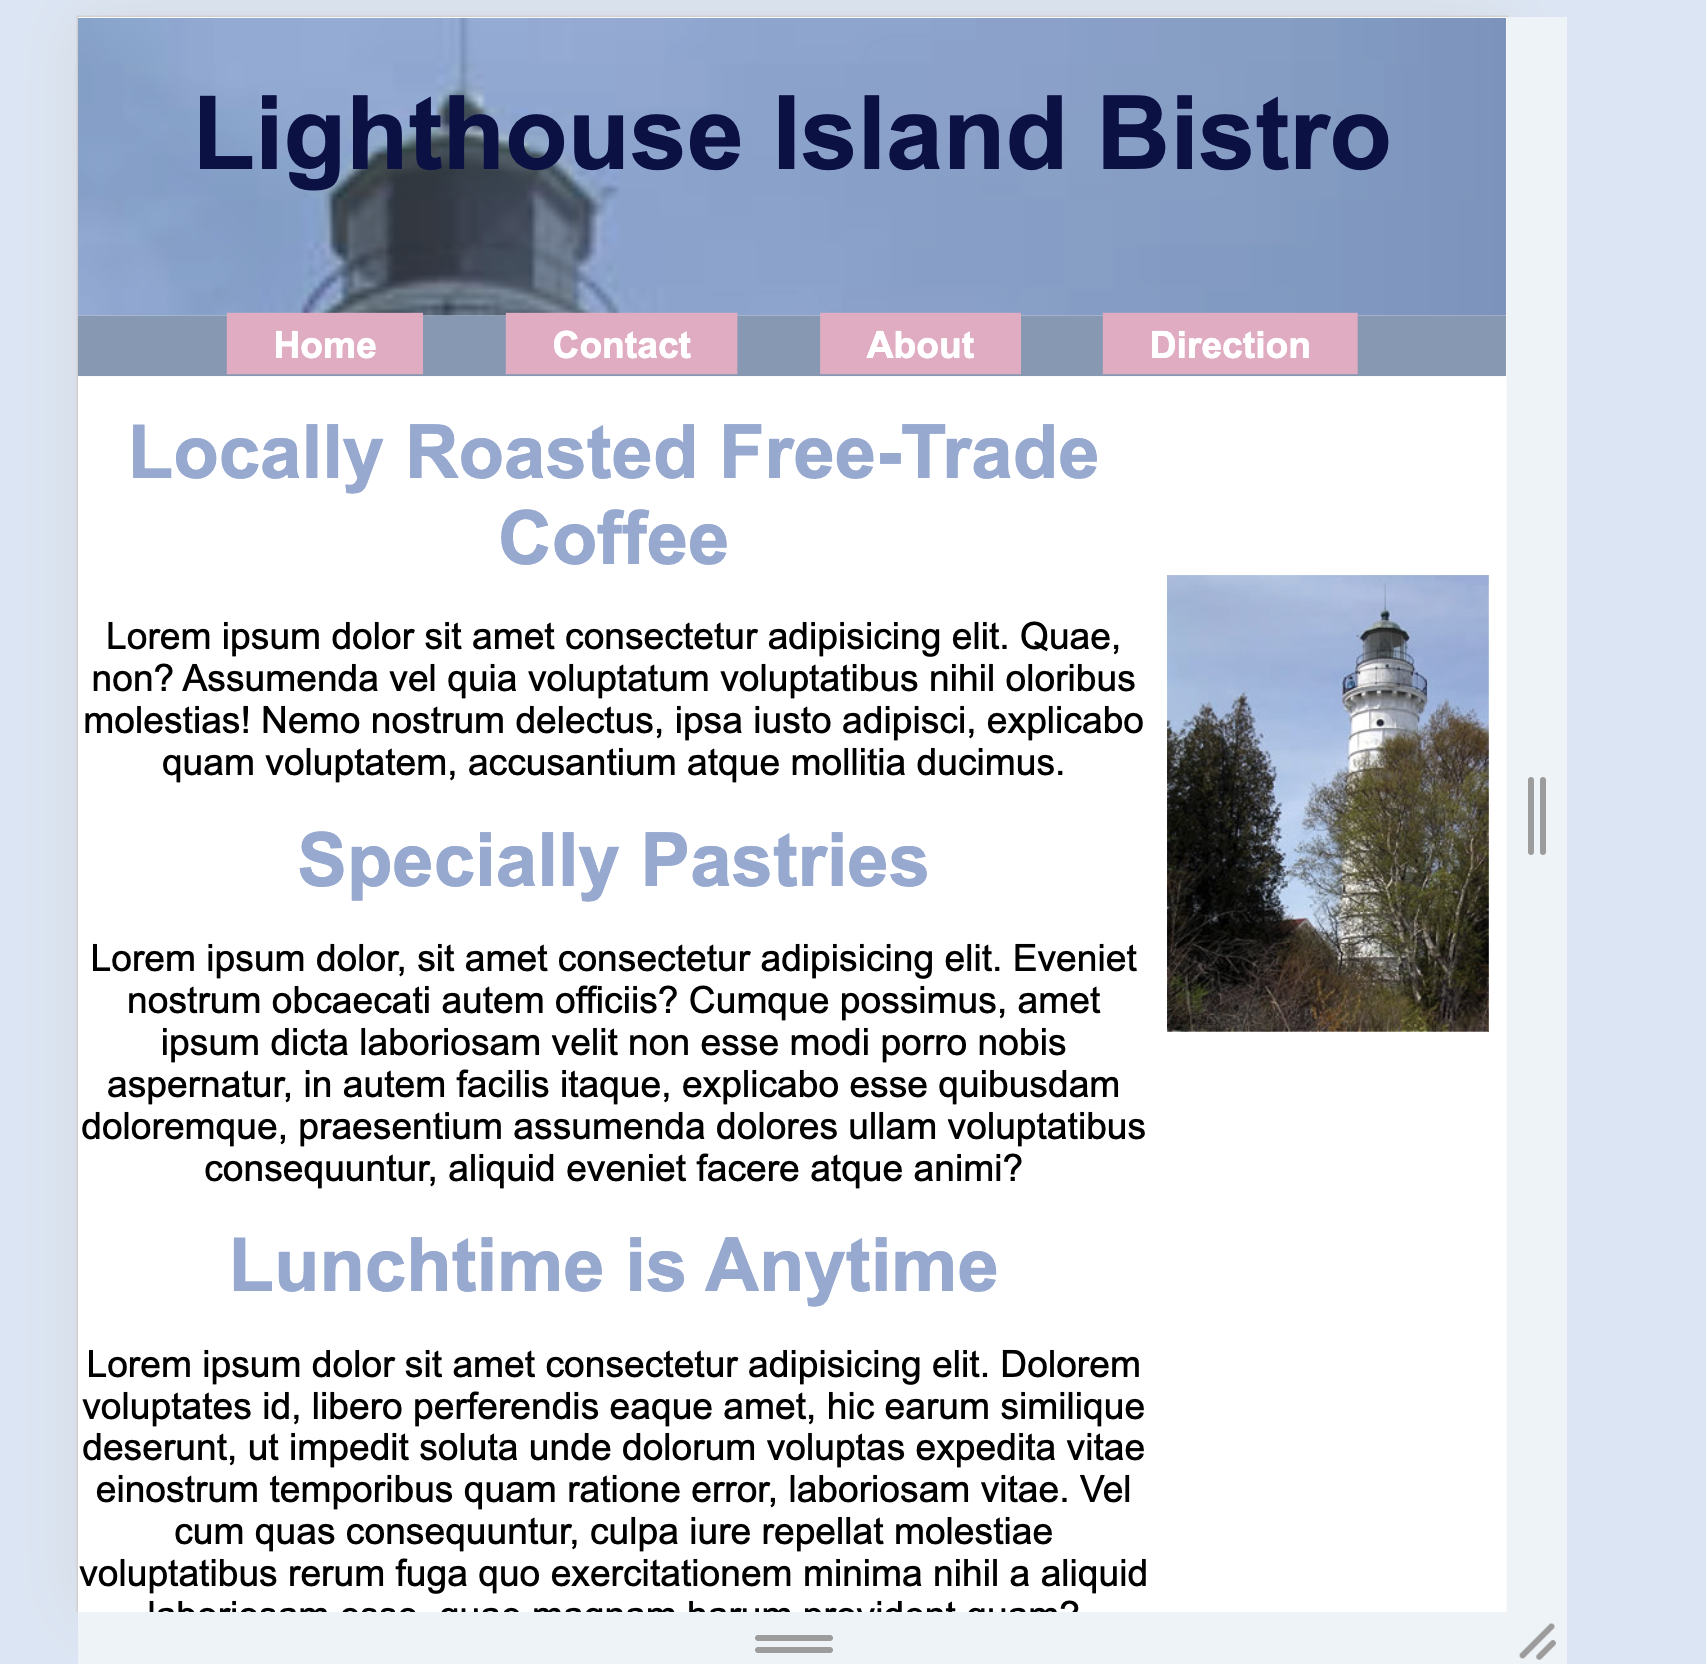 Lighthouse Island Bistro
Home Contact About Direction
Locally Roasted Free-Trade
Coffee
Lorem ipsum dolor sit amet consectetur adipisicing elit. Quae,
non? Assumenda vel quia voluptatum voluptatibus nihil oloribus
molestias! Nemo nostrum delectus, ipsa iusto adipisci, explicabo
quam voluptatem, accusantium atque mollitia ducimus.
Specially Pastries
Lorem ipsum dolor, sit amet consectetur adipisicing elit. Eveniet
nostrum obcaecati autem officiis? Cumque possimus, amet
ipsum dicta laboriosam velit non esse modi porro nobis
aspernatur, in autem facilis itaque, explicabo esse quibusdam
doloremque, praesentium assumenda dolores ullam voluptatibus
consequuntur, aliquid eveniet facere atque animi?
Lunchtime is Anytime
Lorem ipsum dolor sit amet consectetur adipisicing elit. Dolorem
voluptates id, libero perferendis eaque amet, hic earum similique
deserunt, ut impedit soluta unde dolorum voluptas expedita vitae
einostrum temporibus quam ratione error, laboriosam vitae. Vel
cum quas consequuntur, culpa iure repellat molestiae
voluptatibus rerum fuga quo exercitationem minima nihil a aliquid
laboriosam esse, quae magnam harum provident quam?